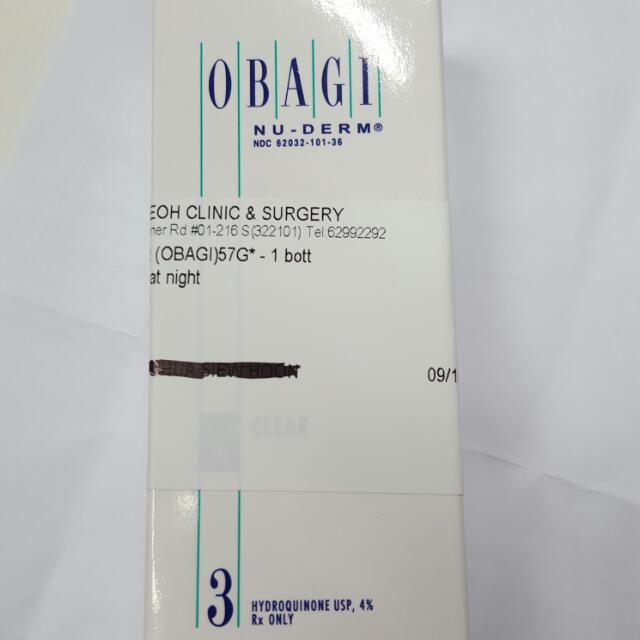 OBAGI
NU-DERM®
NDC 62032-101-36
EOH CLINIC & SURGERY
ner Rd #01-216 S(322101) Tel:62992292
(OBAGI)57G* - 1 bott
at night
09/1
CLEAR
3
HYDROQUINONE USP, 4%
Rx ONLY